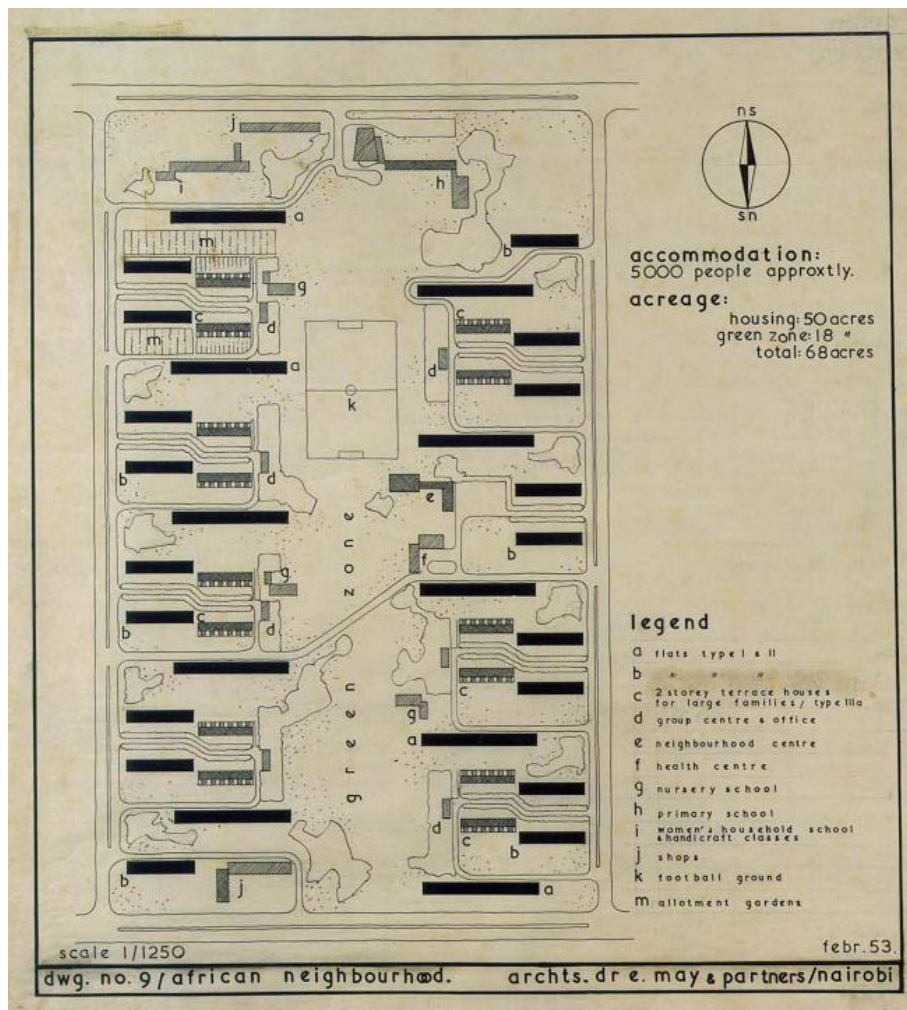 j
i
h
a
m
b
g
c
d
c
m
a
d
k
b
d
e
green zone
f
b
g
c
b
d
c
g
a
d
c
b
b
j
a
ns
sn
accommodation:
5000 people approxtly.
acreage:
housing: 50 acres
green zone: 18 "
total: 68 acres
legend
a flats type I & II
b " " "
c 2 storey terrace houses
for large families / type IIIa
d group centre & office
e neighbourhood centre
f health centre
g nursery school
h primary school
i women's household school
& handicraft classes
j shops
k football ground
m allotment gardens
scale 1/1250
febr. 53.
dwg. no. 9 / african neighbourhood. archts. dr e. may & partners/nairobi